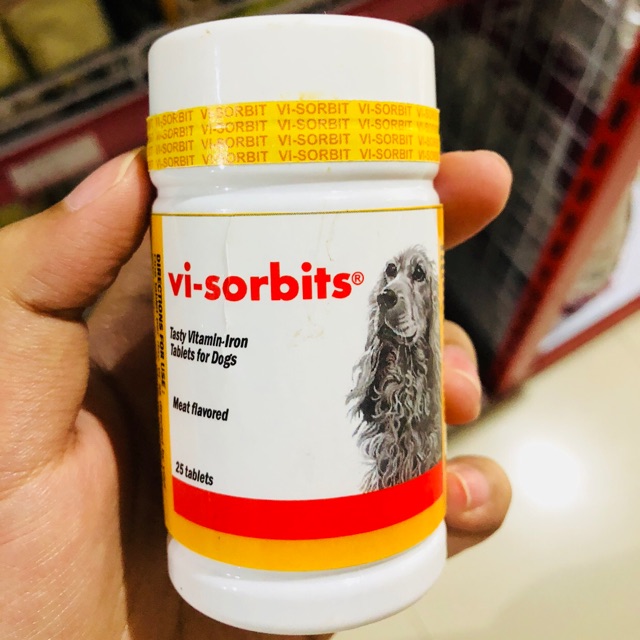 VI-SORBIT VI-SORBIT VI-SORBIT
VI-SORBIT VI-SORBIT VI-SORBIT
VI-SORBIT VI-SORBIT VI-SORBIT
VI-SORBIT VI-SORBIT VI-SORBIT
vi-sorbits®
Tasty Vitamin-Iron
Tablets for Dogs
Meat flavored
25 tablets
DIRECTIONS FOR USE: